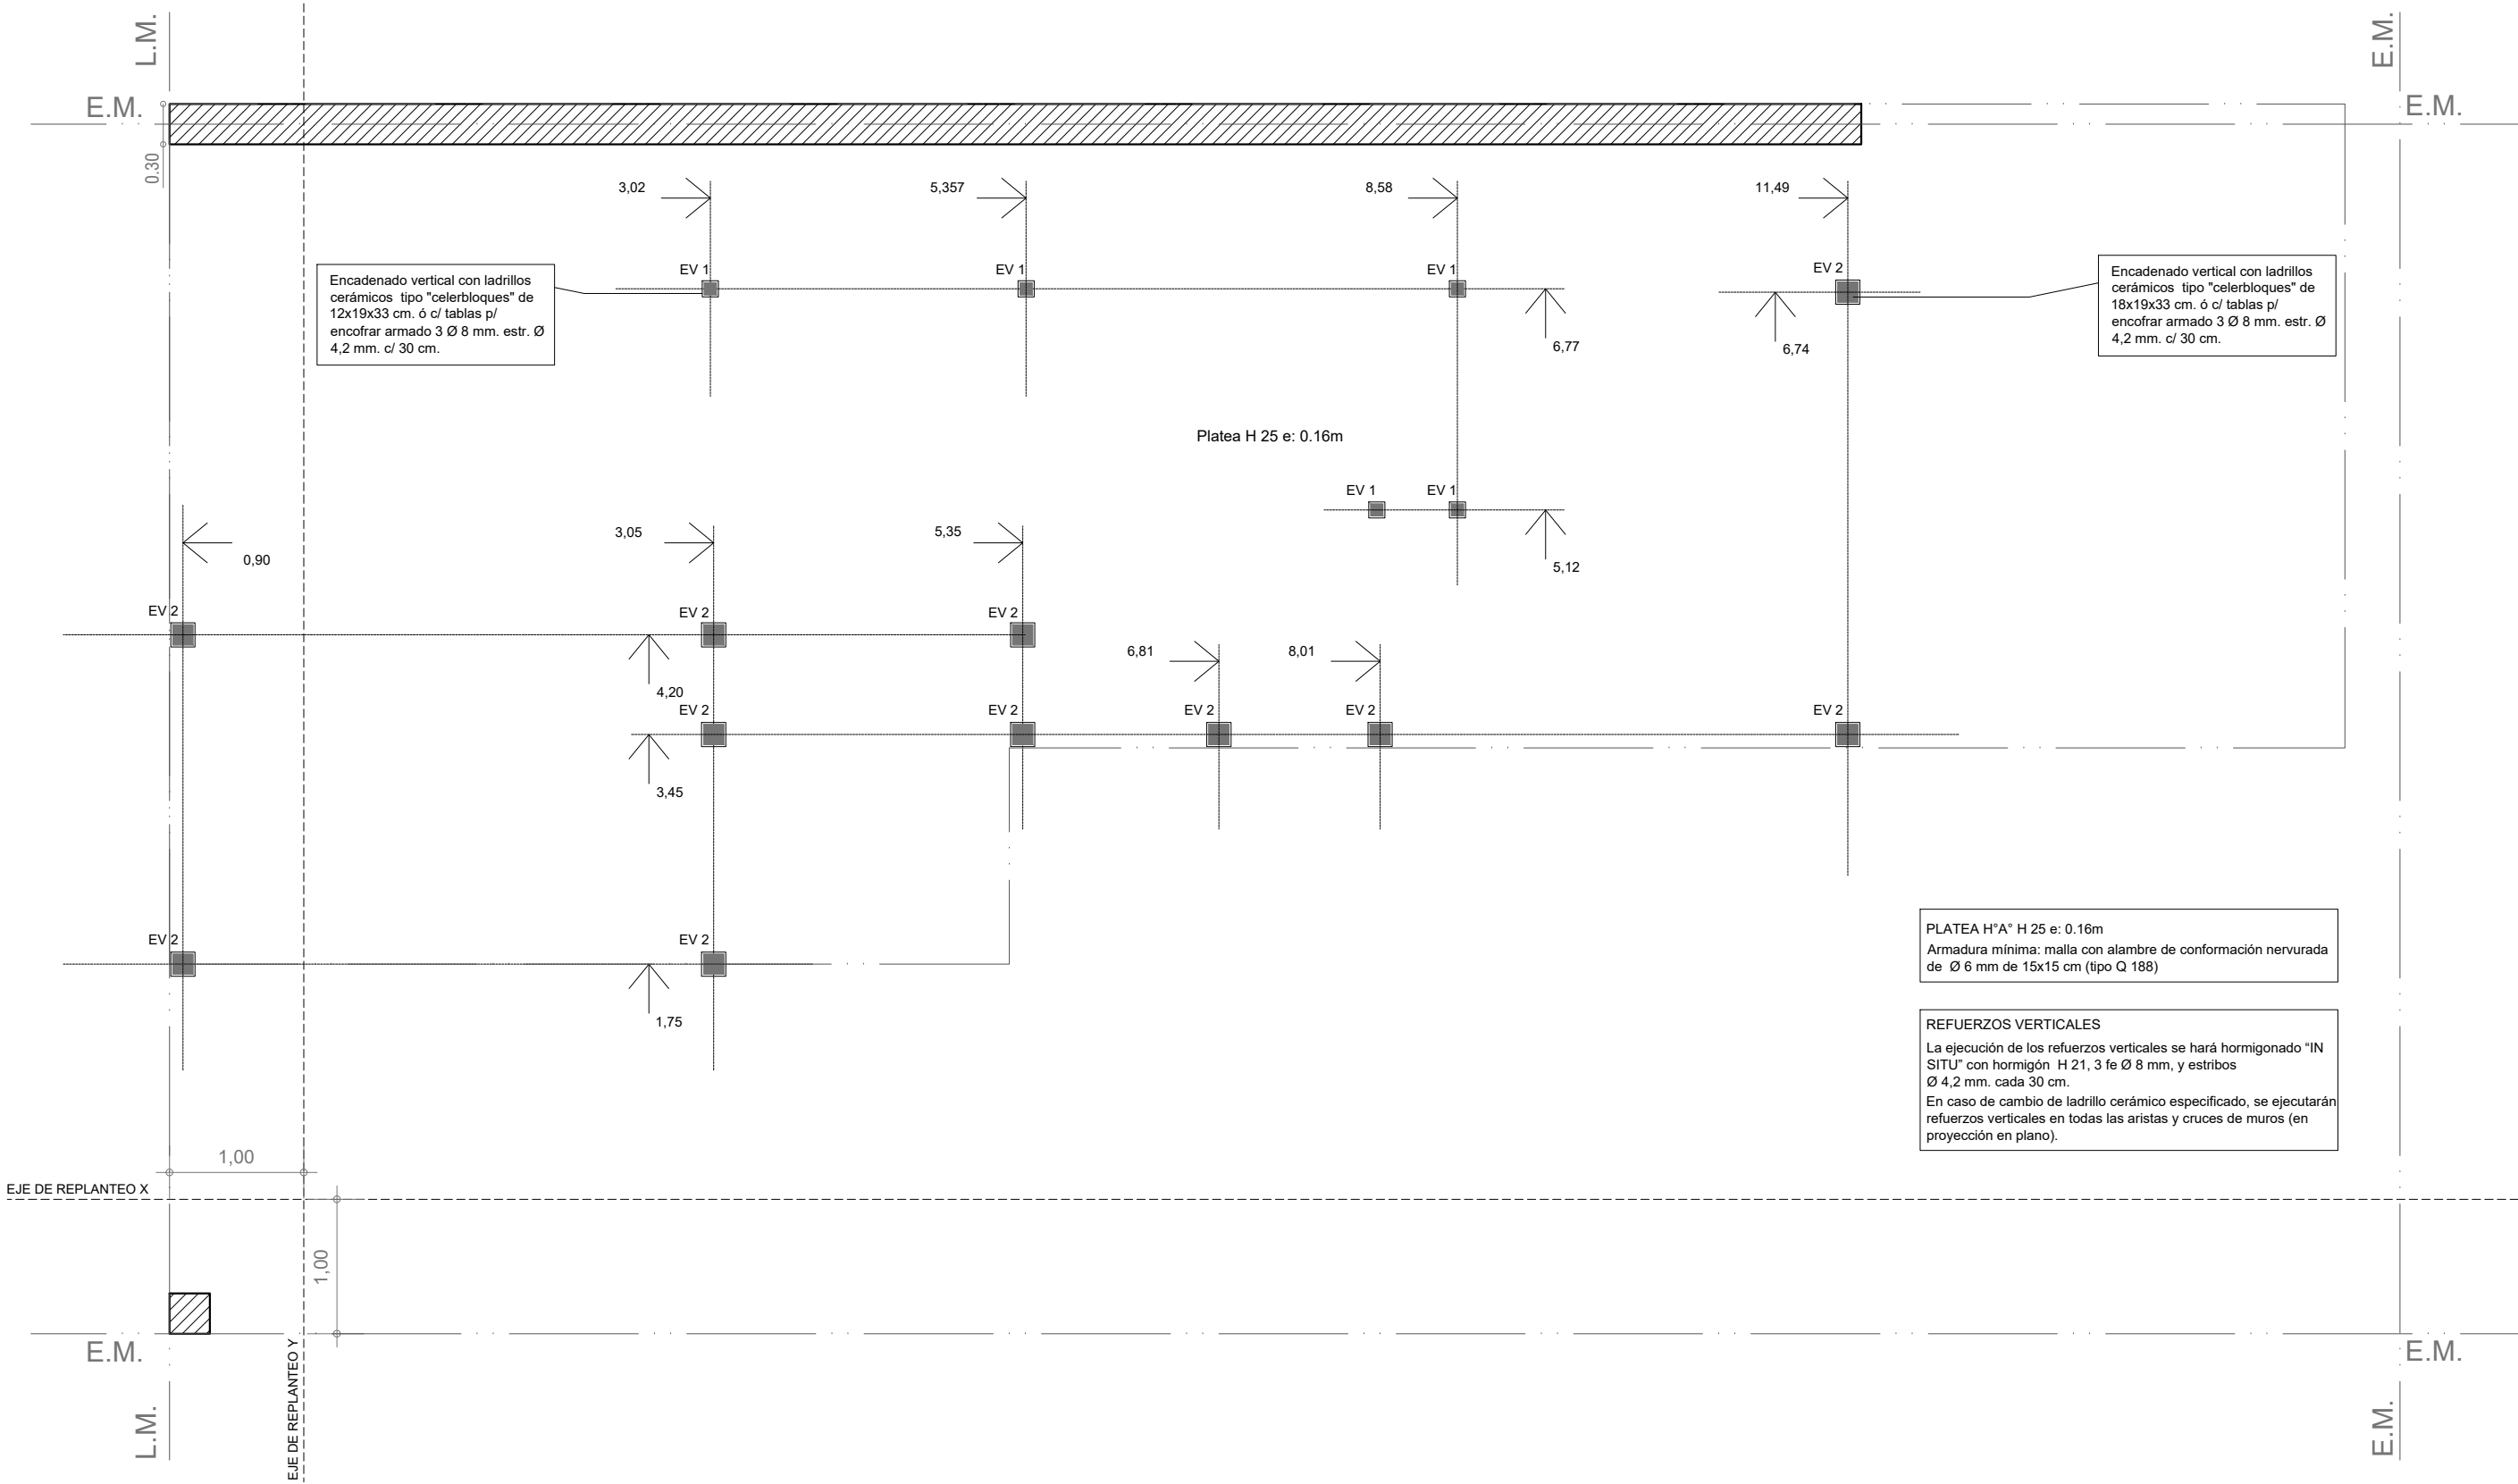 L.M.
E.M.
E.M.
E.M.
0.30
3,02
5,357
8,58
11,49
EV 1
EV 1
EV 1
EV 2
Encadenado vertical con ladrillos
cerámicos tipo "celerbloques" de
12x19x33 cm. ó c/ tablas p/
encofrar armado 3 Ø 8 mm. estr. Ø
4,2 mm. c/ 30 cm.
Encadenado vertical con ladrillos
cerámicos tipo "celerbloques" de
18x19x33 cm. ó c/ tablas p/
encofrar armado 3 Ø 8 mm. estr. Ø
4,2 mm. c/ 30 cm.
6,77
6,74
Platea H 25 e: 0.16m
EV 1
EV 1
0,90
3,05
5,35
5,12
EV 2
EV 2
EV 2
6,81
8,01
4,20
EV 2
EV 2
EV 2
EV 2
EV 2
3,45
EV 2
EV 2
1,75
PLATEA H°A° H 25 e: 0.16m
Armadura mínima: malla con alambre de conformación nervurada
de Ø 6 mm de 15x15 cm (tipo Q 188)
REFUERZOS VERTICALES
La ejecución de los refuerzos verticales se hará hormigonado “IN
SITU” con hormigón H 21, 3 fe Ø 8 mm, y estribos
Ø 4,2 mm. cada 30 cm.
En caso de cambio de ladrillo cerámico especificado, se ejecutarán
refuerzos verticales en todas las aristas y cruces de muros (en
proyección en plano).
1,00
EJE DE REPLANTEO X
1,00
EJE DE REPLANTEO Y
E.M.
E.M.
L.M.
E.M.